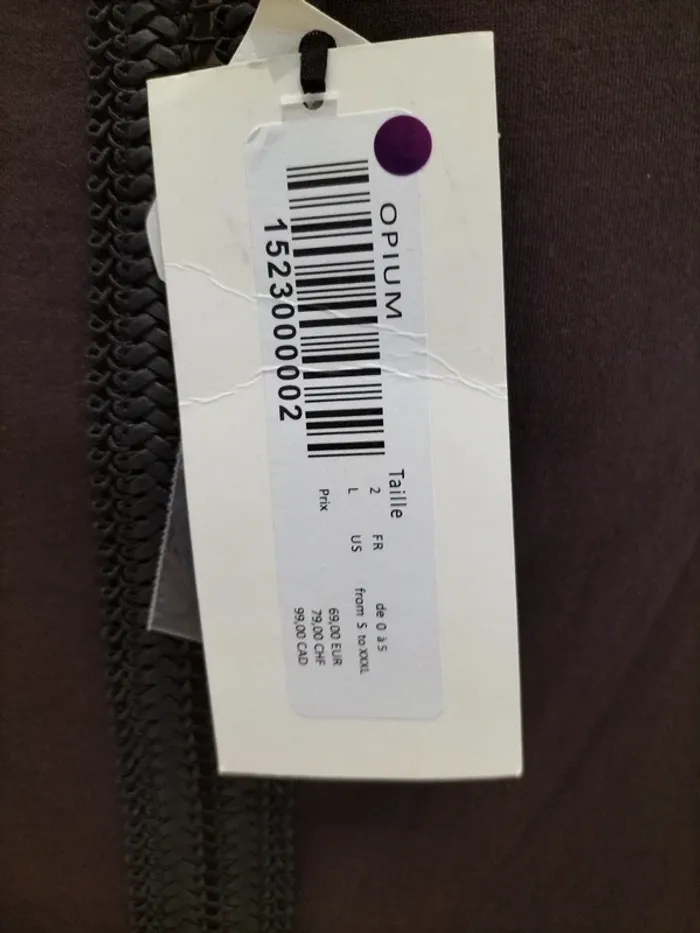 OPIUM
1523000002
Taille
2 FR de 0 à 5
L US from S to XXXL
Prix 69,00 EUR
79,00 CHF
99,00 CAD